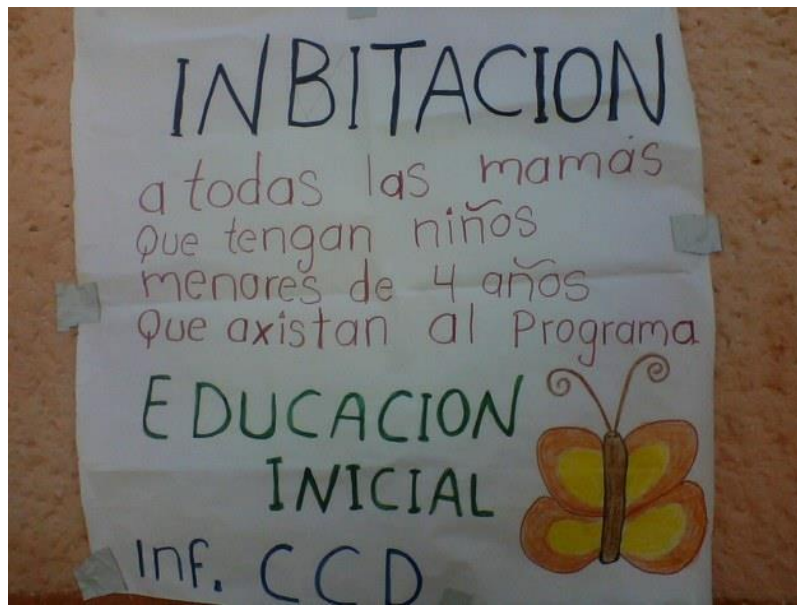 INBITACION
a todas las mamás
Que tengan niños
menores de 4 años
Que axistan al Programa
EDUCACION
INICIAL
Inf. CCD